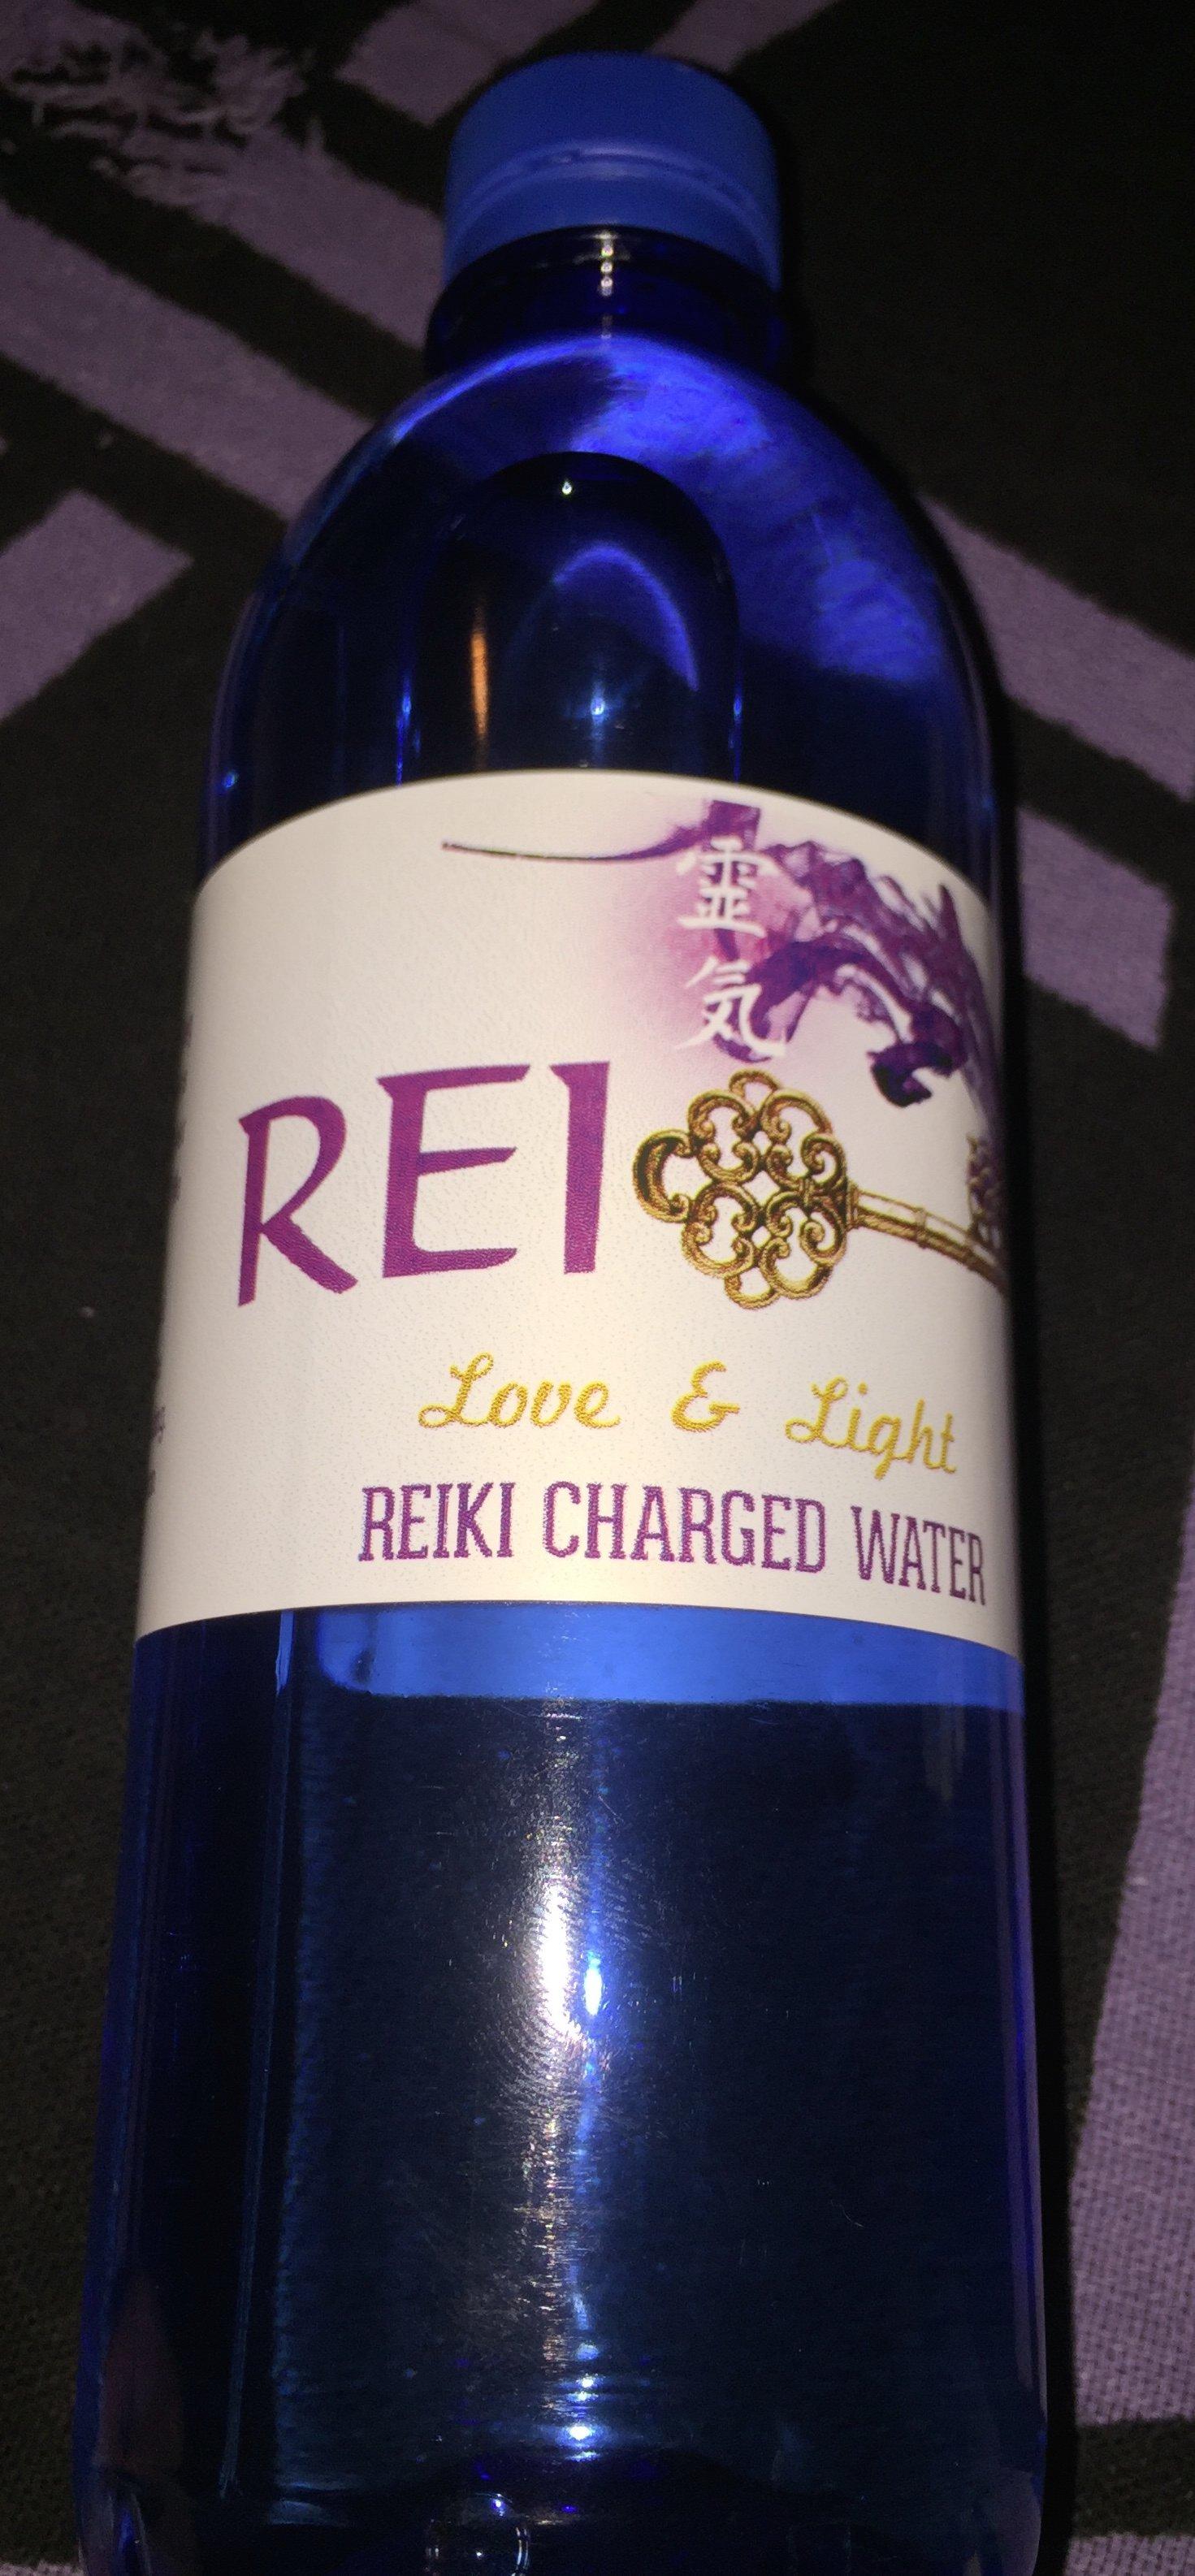 霊
気
REI
Love & Light
REIKI CHARGED WATER